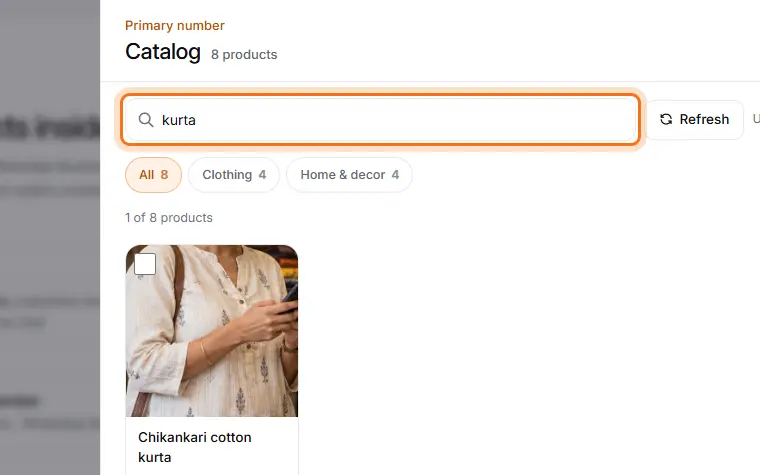 Primary number
Catalog 8 products
kurta
Refresh
All 8
Clothing 4
Home & decor 4
1 of 8 products
Chikankari cotton
kurta